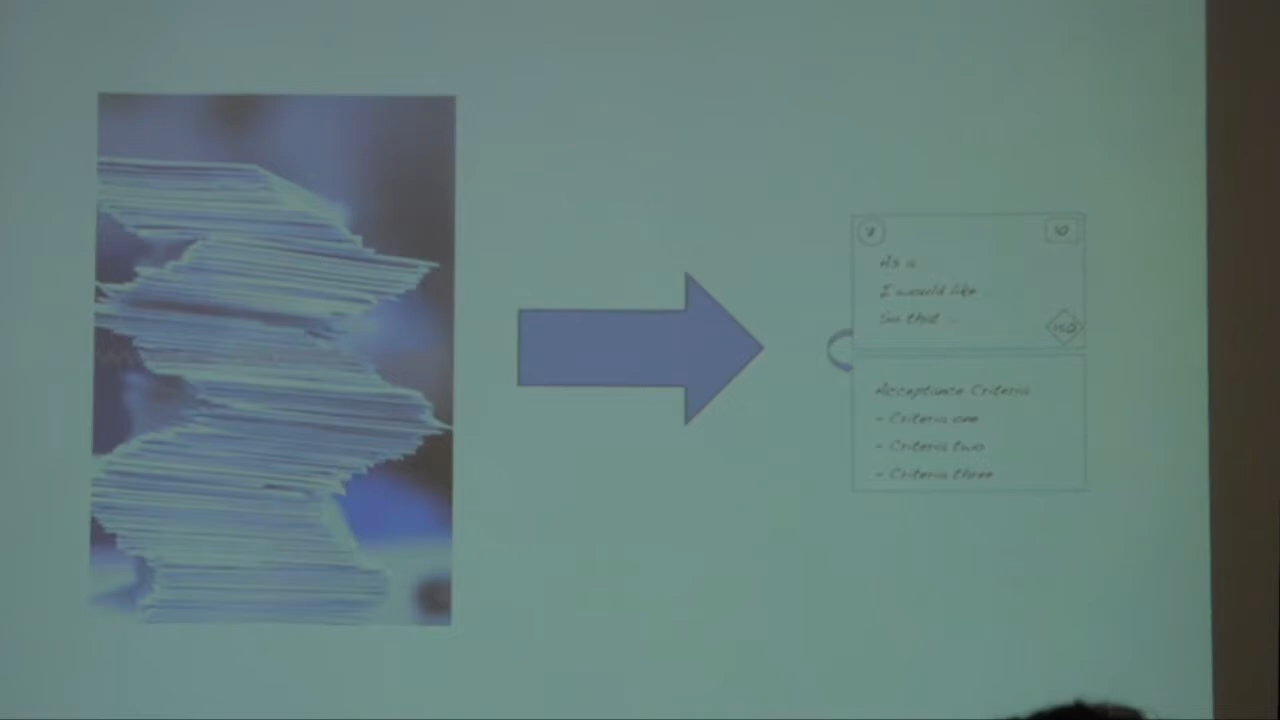 As a
I would like
So that ...
Acceptance Criteria
- Criteria one
- Criteria two
- Criteria three